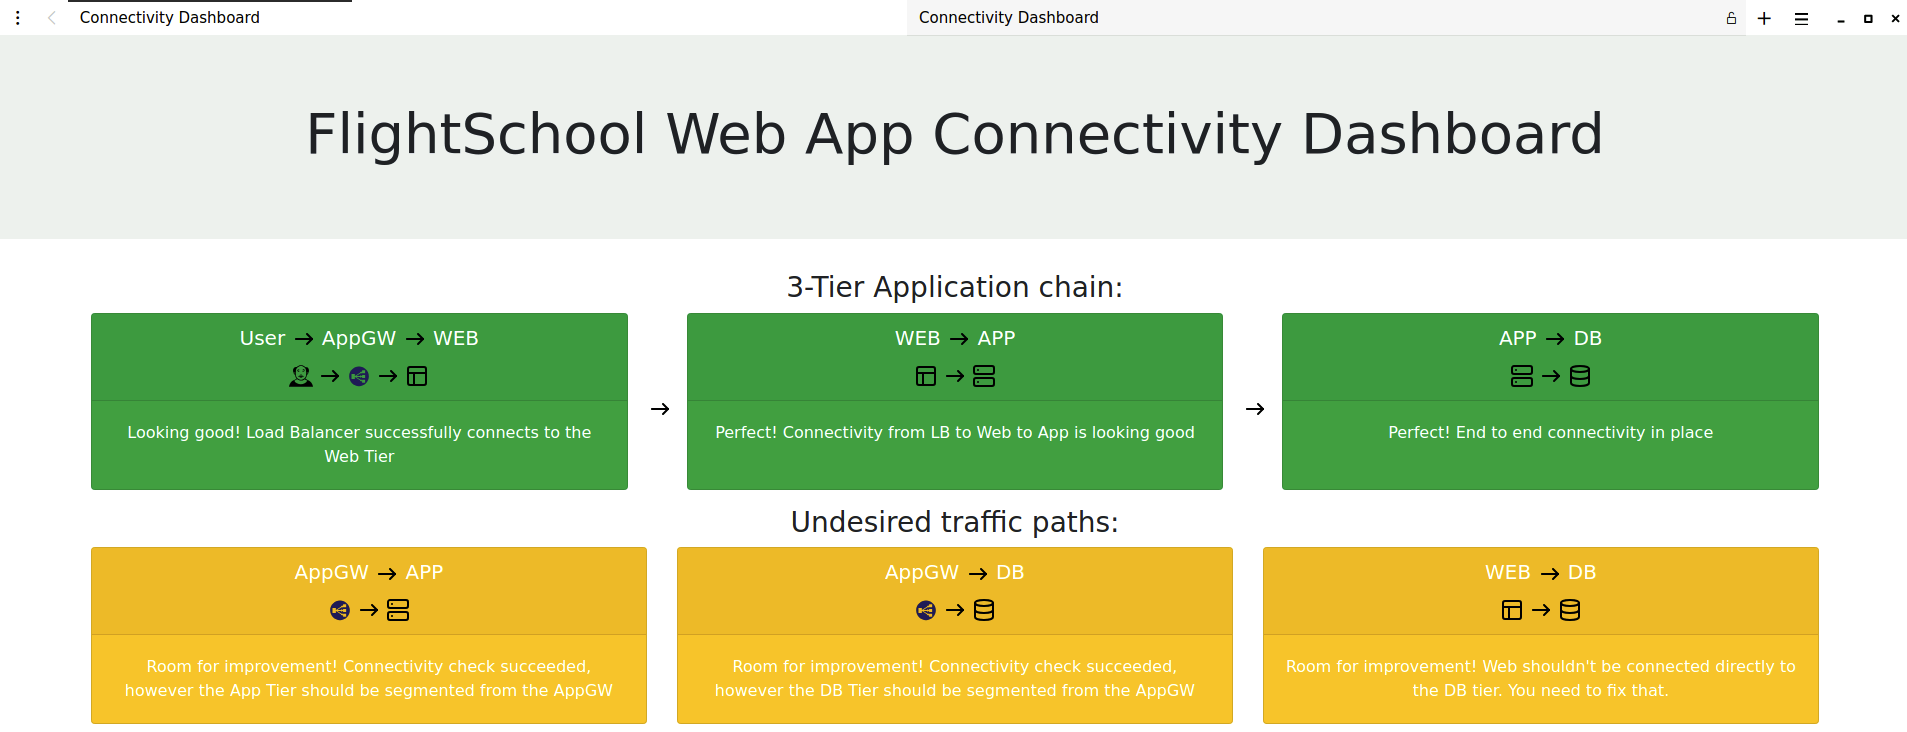 Connectivity Dashboard
Connectivity Dashboard
FlightSchool Web App Connectivity Dashboard
3-Tier Application chain:
User → AppGW → WEB
Looking good! Load Balancer successfully connects to the
Web Tier
WEB → APP
Perfect! Connectivity from LB to Web to App is looking good
APP → DB
Perfect! End to end connectivity in place
Undesired traffic paths:
AppGW → APP
Room for improvement! Connectivity check succeeded,
however the App Tier should be segmented from the AppGW
AppGW → DB
Room for improvement! Connectivity check succeeded,
however the DB Tier should be segmented from the AppGW
WEB → DB
Room for improvement! Web shouldn't be connected directly to
the DB tier. You need to fix that.